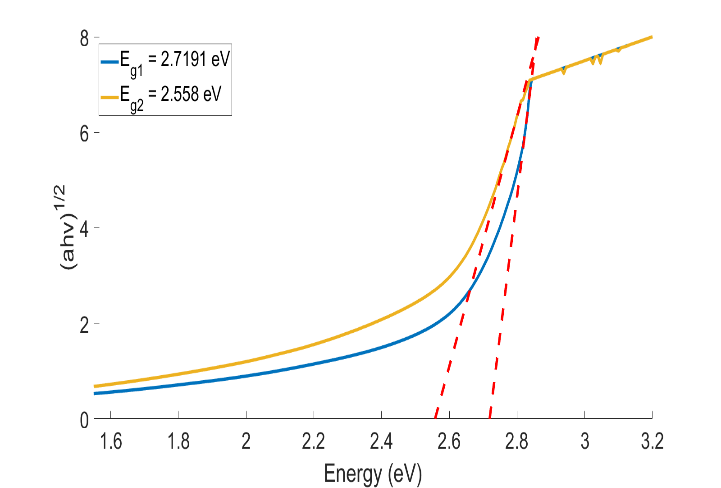 8
E_g1 = 2.7191 eV
E_g2 = 2.558 eV
6
(ahv)^1/2
4
2
0
1.6 1.8 2 2.2 2.4 2.6 2.8 3 3.2
Energy (eV)